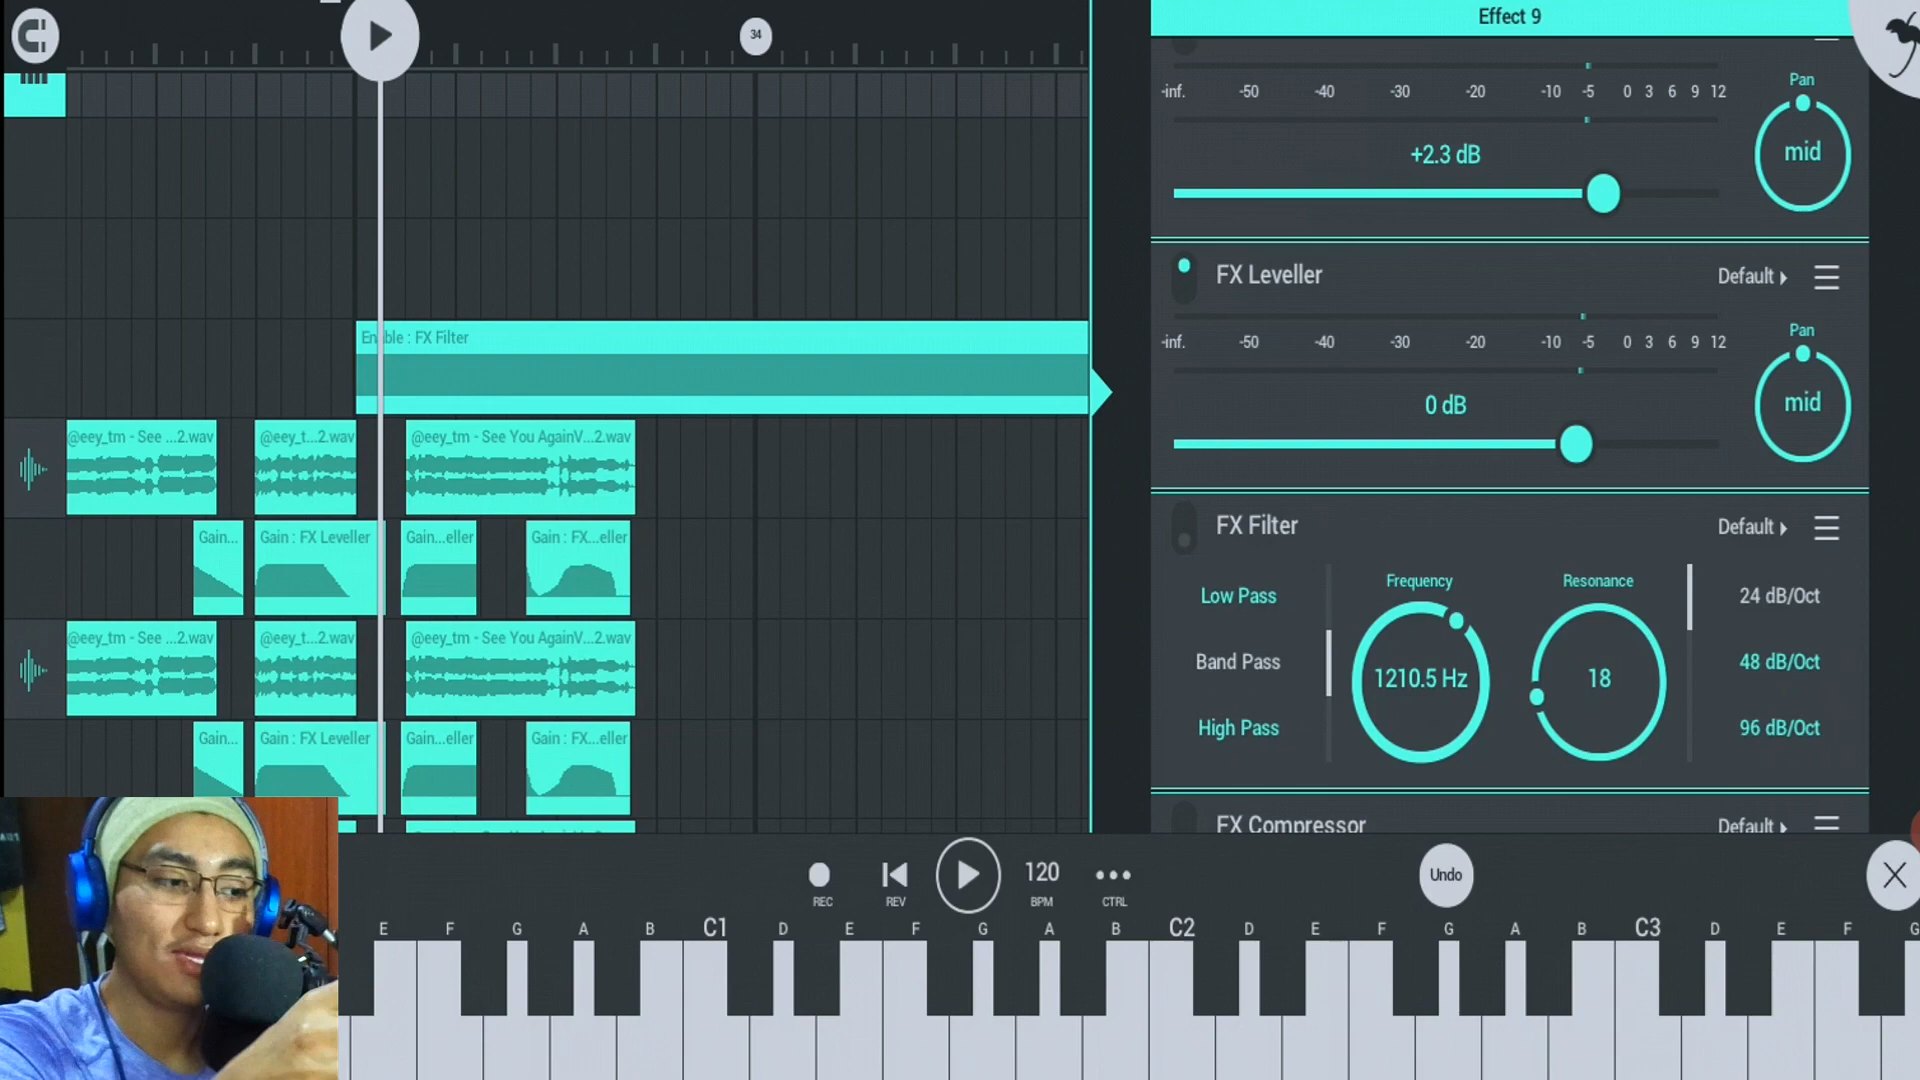 34
Effect 9
-inf. -50 -40 -30 -20 -10 -5 0 3 6 9 12
Pan
mid
+2.3 dB
FX Leveller
Default
-inf. -50 -40 -30 -20 -10 -5 0 3 6 9 12
Pan
mid
0 dB
FX Filter
Default
Low Pass
Band Pass
High Pass
Frequency
1210.5 Hz
Resonance
18
24 dB/Oct
48 dB/Oct
96 dB/Oct
FX Compressor
Default
Enable : FX Filter
@eey_tm - See ...2.wav
@eey_t...2.wav
@eey_tm - See You AgainV...2.wav
Gain...
Gain : FX Leveller
Gain...eller
Gain : FX...eller
@eey_tm - See ...2.wav
@eey_t...2.wav
@eey_tm - See You AgainV...2.wav
Gain...
Gain : FX Leveller
Gain...eller
Gain : FX...eller
REC
REV
120
BPM
CTRL
Undo
E F G A B C1 D E F G A B C2 D E F G A B C3 D E F G